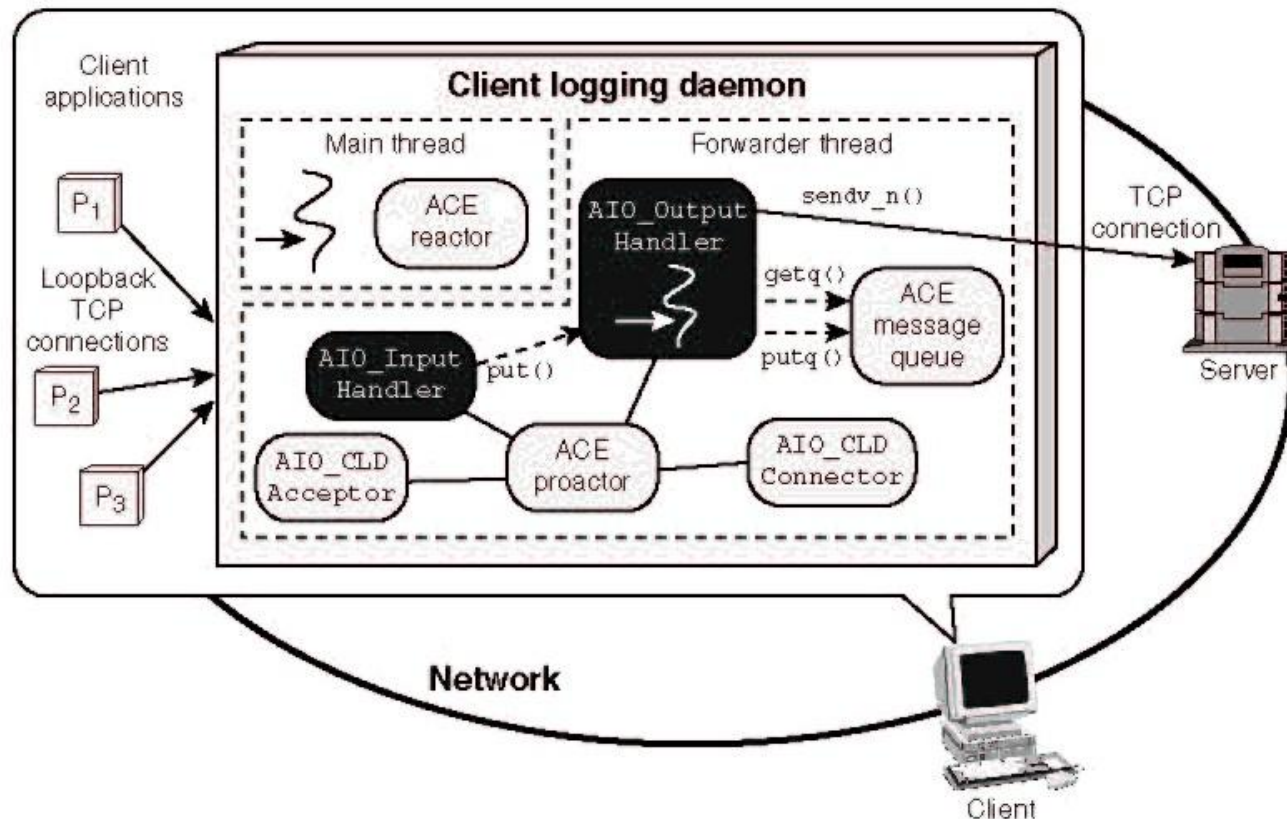 Client
applications
Client logging daemon
Main thread
ACE
reactor
Forwarder thread
AIO_Output
Handler
sendv_n()
TCP
connection
P1
Loopback
TCP
connections
P2
P3
getq()
putq()
ACE
message
queue
Server
AIO_Input
Handler
put()
AIO_CLD
Acceptor
ACE
proactor
AIO_CLD
Connector
Network
Client